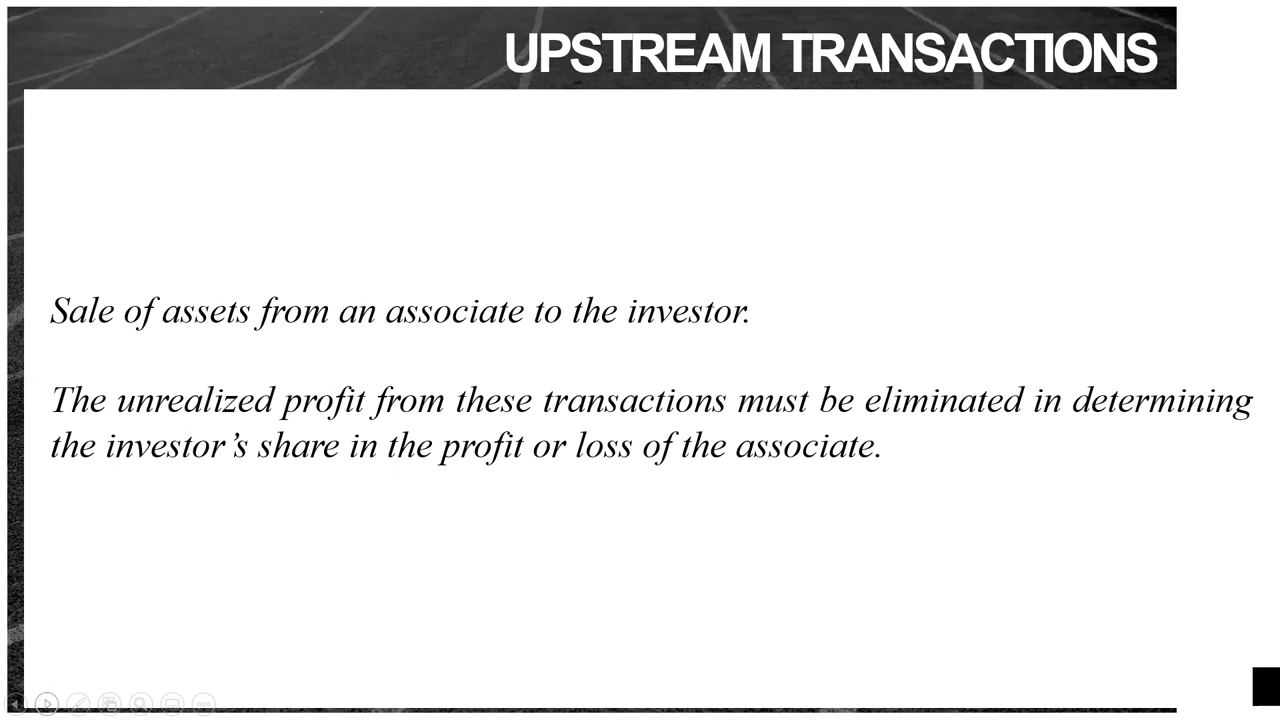 UPSTREAM TRANSACTIONS
Sale of assets from an associate to the investor.
The unrealized profit from these transactions must be eliminated in determining
the investor’s share in the profit or loss of the associate.